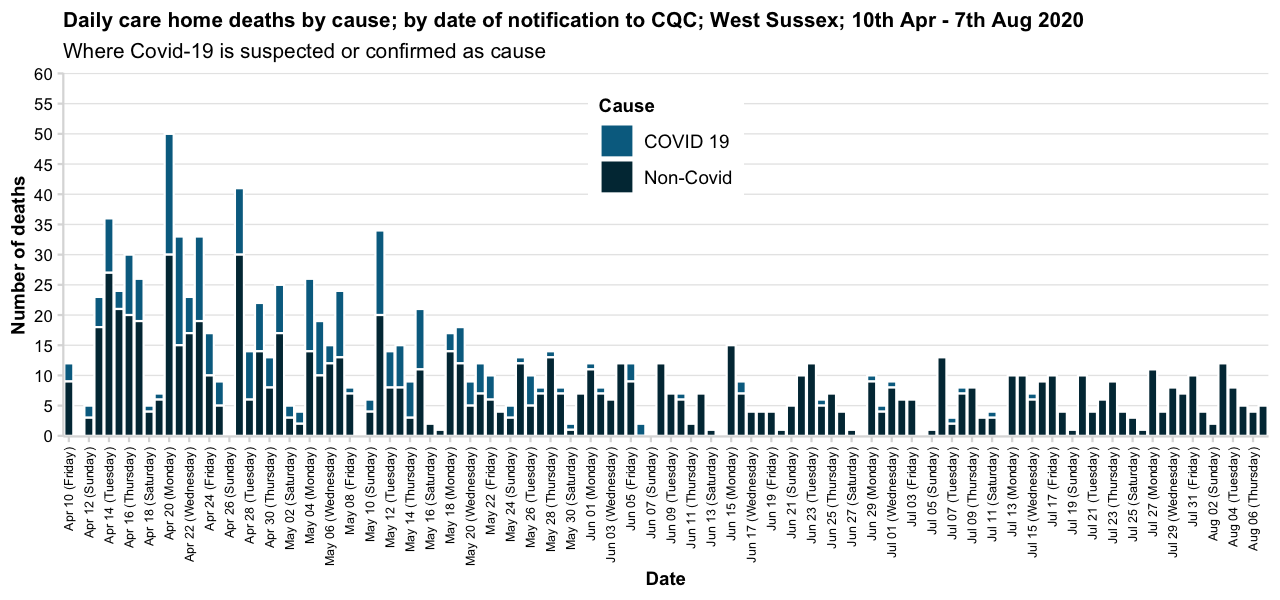 Daily care home deaths by cause; by date of notification to CQC; West Sussex; 10th Apr - 7th Aug 2020
Where Covid-19 is suspected or confirmed as cause
Number of deaths
60
55
50
45
40
35
30
25
20
15
10
5
0
Cause
COVID 19
Non-Covid
Apr 10 (Friday)
Apr 12 (Sunday)
Apr 14 (Tuesday)
Apr 16 (Thursday)
Apr 18 (Saturday)
Apr 20 (Monday)
Apr 22 (Wednesday)
Apr 24 (Friday)
Apr 26 (Sunday)
Apr 28 (Tuesday)
Apr 30 (Thursday)
May 02 (Saturday)
May 04 (Monday)
May 06 (Wednesday)
May 08 (Friday)
May 10 (Sunday)
May 12 (Tuesday)
May 14 (Thursday)
May 16 (Saturday)
May 18 (Monday)
May 20 (Wednesday)
May 22 (Friday)
May 24 (Sunday)
May 26 (Tuesday)
May 28 (Thursday)
May 30 (Saturday)
Jun 01 (Monday)
Jun 03 (Wednesday)
Jun 05 (Friday)
Jun 07 (Sunday)
Jun 09 (Tuesday)
Jun 11 (Thursday)
Jun 13 (Saturday)
Jun 15 (Monday)
Jun 17 (Wednesday)
Jun 19 (Friday)
Jun 21 (Sunday)
Jun 23 (Tuesday)
Jun 25 (Thursday)
Jun 27 (Saturday)
Jun 29 (Monday)
Jul 01 (Wednesday)
Jul 03 (Friday)
Jul 05 (Sunday)
Jul 07 (Tuesday)
Jul 09 (Thursday)
Jul 11 (Saturday)
Jul 13 (Monday)
Jul 15 (Wednesday)
Jul 17 (Friday)
Jul 19 (Sunday)
Jul 21 (Tuesday)
Jul 23 (Thursday)
Jul 25 (Saturday)
Jul 27 (Monday)
Jul 29 (Wednesday)
Jul 31 (Friday)
Aug 02 (Sunday)
Aug 04 (Tuesday)
Aug 06 (Thursday)
Date